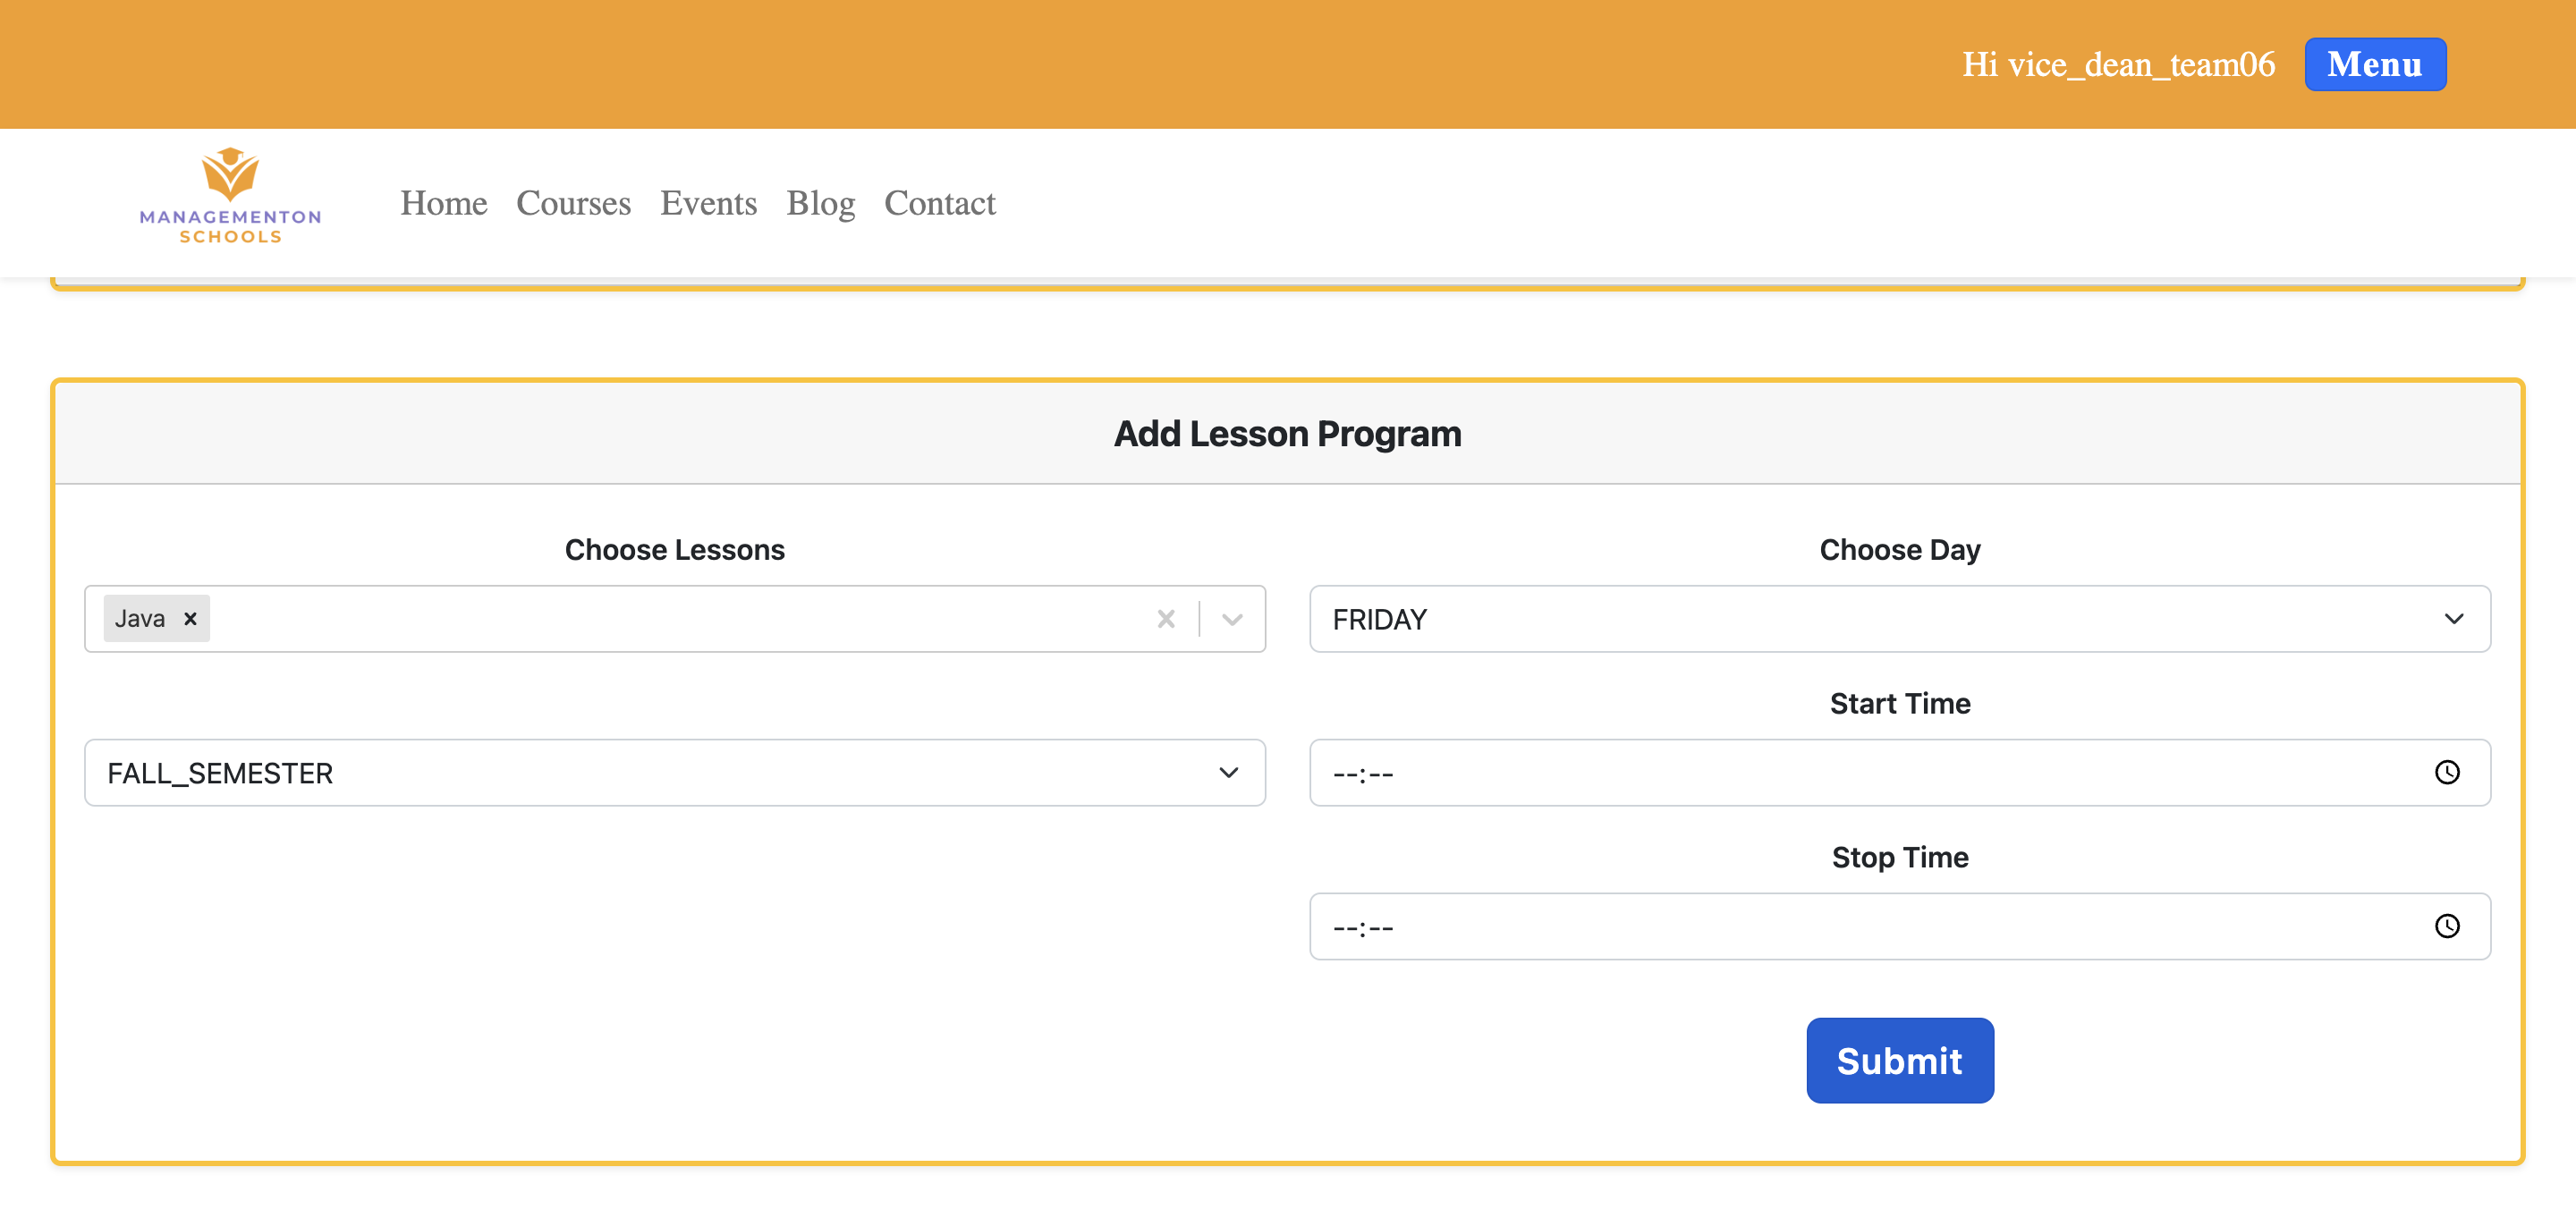 Hi vice_dean_team06 Menu
MANAGEMENTON
SCHOOLS
Home Courses Events Blog Contact
Add Lesson Program
Choose Lessons
Java
Choose Day
FRIDAY
FALL_SEMESTER
Start Time
--:--
Stop Time
--:--
Submit